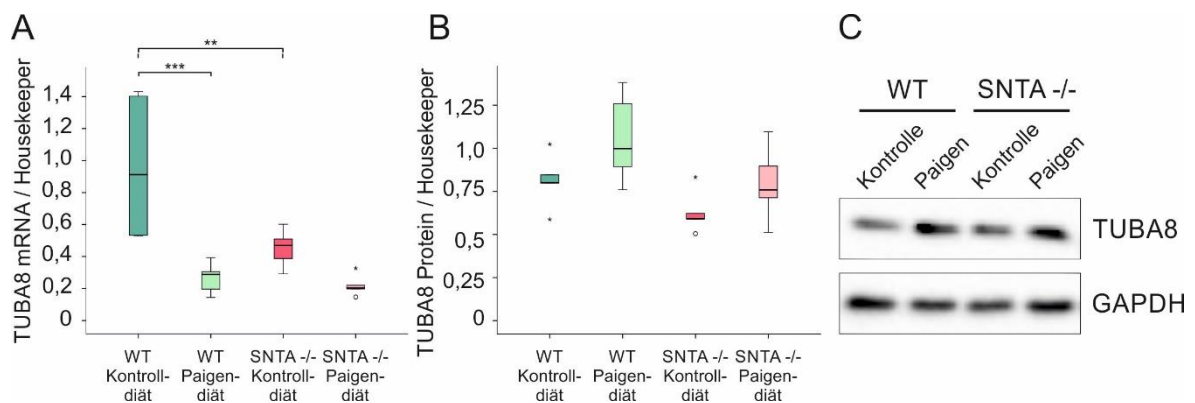 A
TUBA8 mRNA / Housekeeper
**
***
1,4
1,2
1,0
0,8
0,6
0,4
0,2
0
*
WT
Kontroll-
diät
WT
Paigen-
diät
SNTA -/-
Kontroll-
diät
SNTA -/-
Paigen-
diät
B
TUBA8 Protein / Housekeeper
1,25
1,0
0,75
0,5
0,25
0
*
*
*
*
WT
Kontroll-
diät
WT
Paigen-
diät
SNTA -/-
Kontroll-
diät
SNTA -/-
Paigen-
diät
C
WT
SNTA -/-
Kontrolle
Paigen
Kontrolle
Paigen
TUBA8
GAPDH